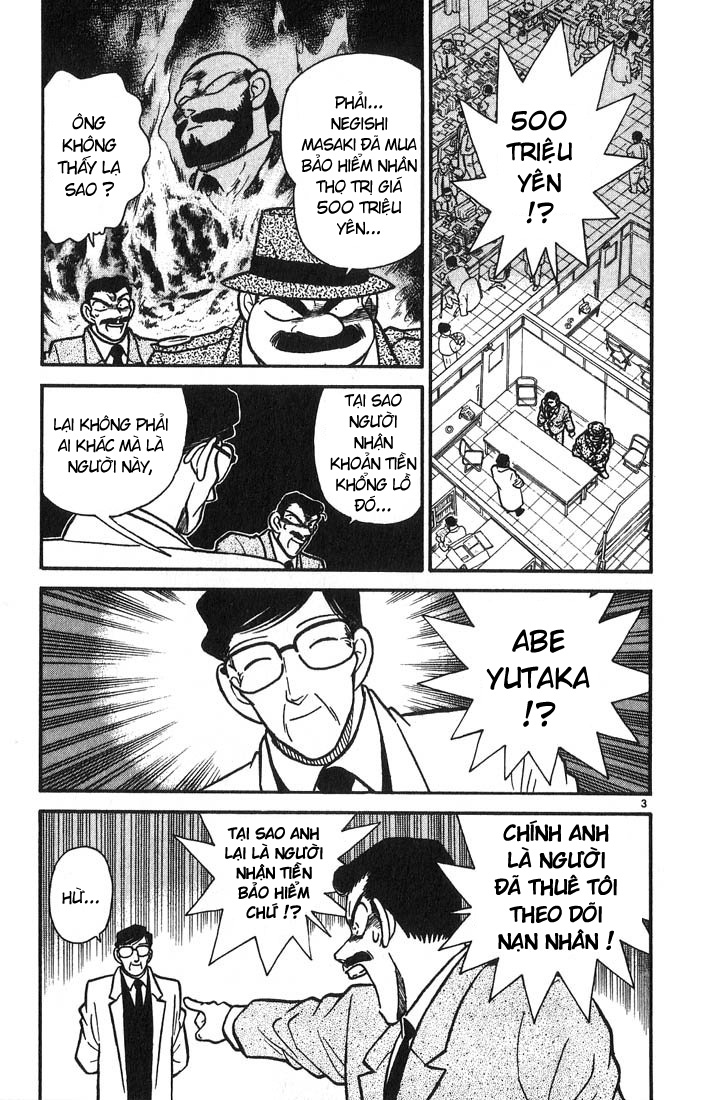 500
TRIỆU
YÊN
!?
PHẢI...
NEGISHI
MASAKI ĐÃ MUA
BẢO HIỂM NHÂN
THỌ TRỊ GIÁ
500 TRIỆU
YÊN...
ÔNG
KHÔNG
THẤY LẠ
SAO ?
TẠI SAO
NGƯỜI
NHẬN
KHOẢN TIỀN
KHỔNG LỒ
ĐÓ...
LẠI KHÔNG PHẢI
AI KHÁC MÀ LÀ
NGƯỜI NÀY,
ABE
YUTAKA
!?
3
CHÍNH ANH
LÀ NGƯỜI
ĐÃ THUÊ TÔI
THEO DÕI
NẠN NHÂN !
TẠI SAO ANH
LẠI LÀ NGƯỜI
NHẬN TIỀN
BẢO HIỂM
CHỨ !?
HỪ...